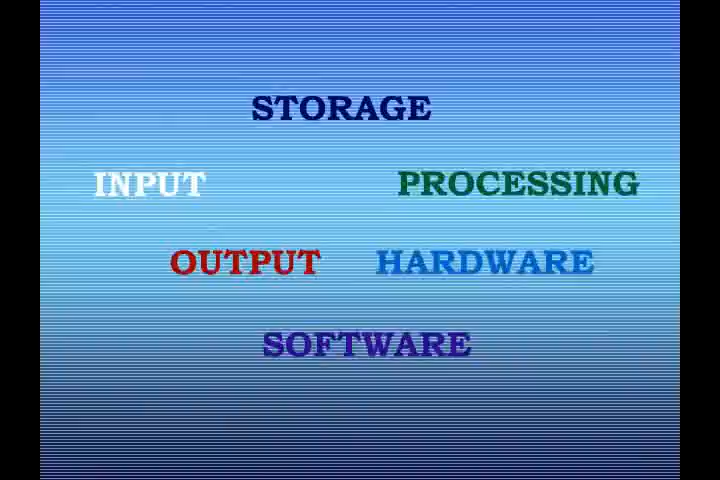 STORAGE
INPUT PROCESSING
OUTPUT HARDWARE
SOFTWARE